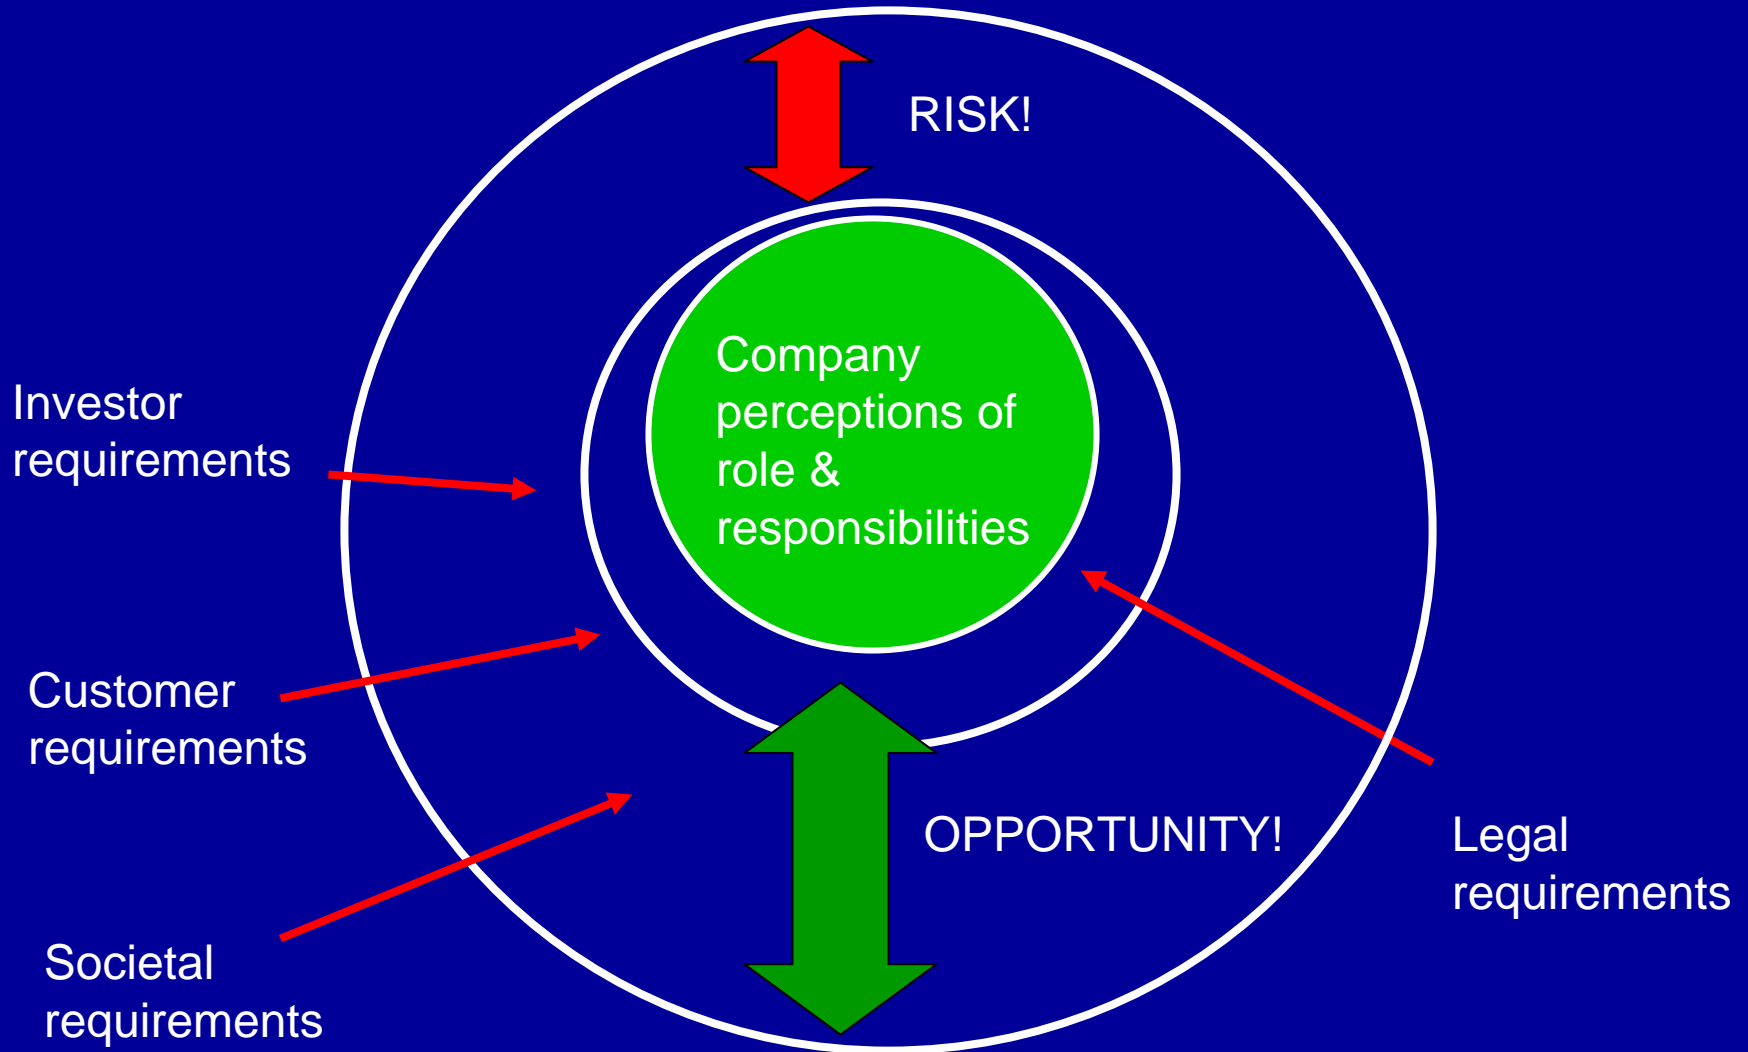 RISK!
Company
perceptions of
role &
responsibilities
Investor
requirements
Customer
requirements
OPPORTUNITY!
Legal
requirements
Societal
requirements